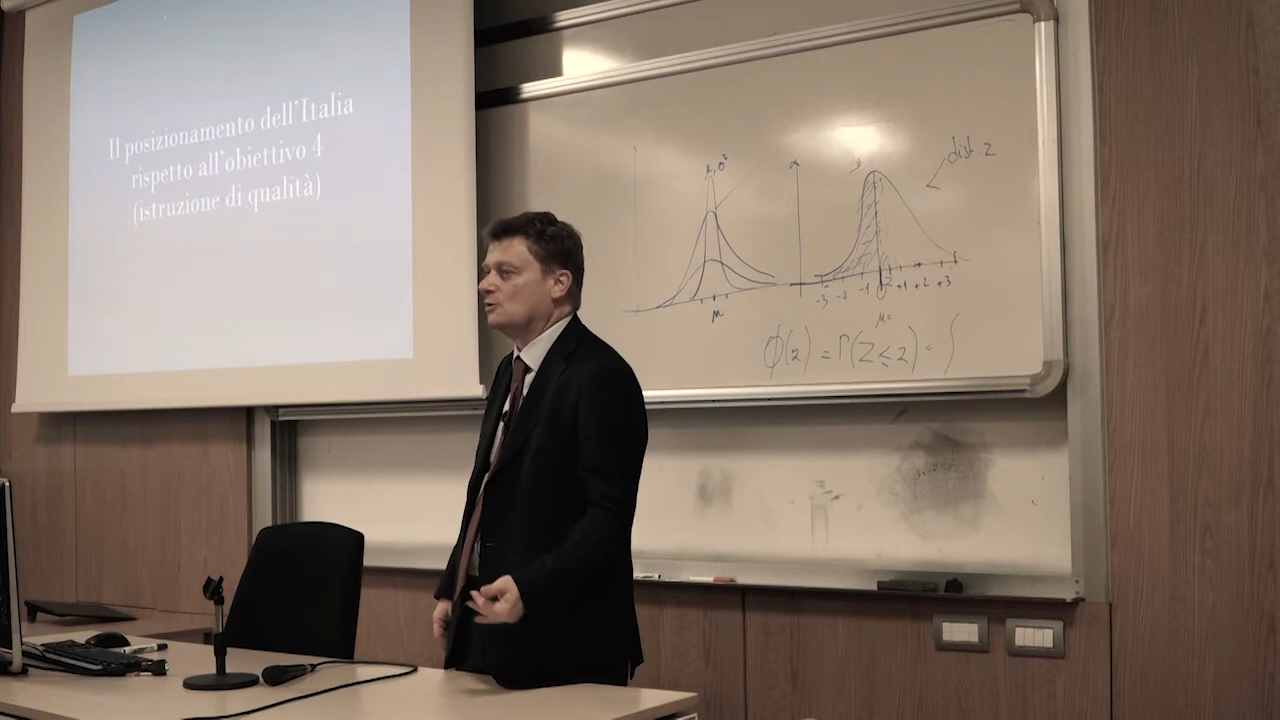 Il posizionamento dell'Italia
rispetto all'obiettivo 4
(istruzione di qualità)
μ, σ²
dist. z
-3 -2 -1 0 +1 +2 +3
μ
μ=
Φ(z) = P(Z ≤ z) = ∫